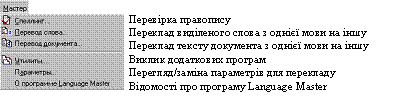 Мастер
Спеллинг... Перевірка правопису
Перевод слова... Переклад виділеного слова з однієї мови на іншу
Перевод документа... Переклад тексту документа з однієї мови на іншу
Утилиты... Виклик додаткових програм
Параметры... Перегляд/заміна параметрів для перекладу
О программе Language Master Відомості про програму Language Master